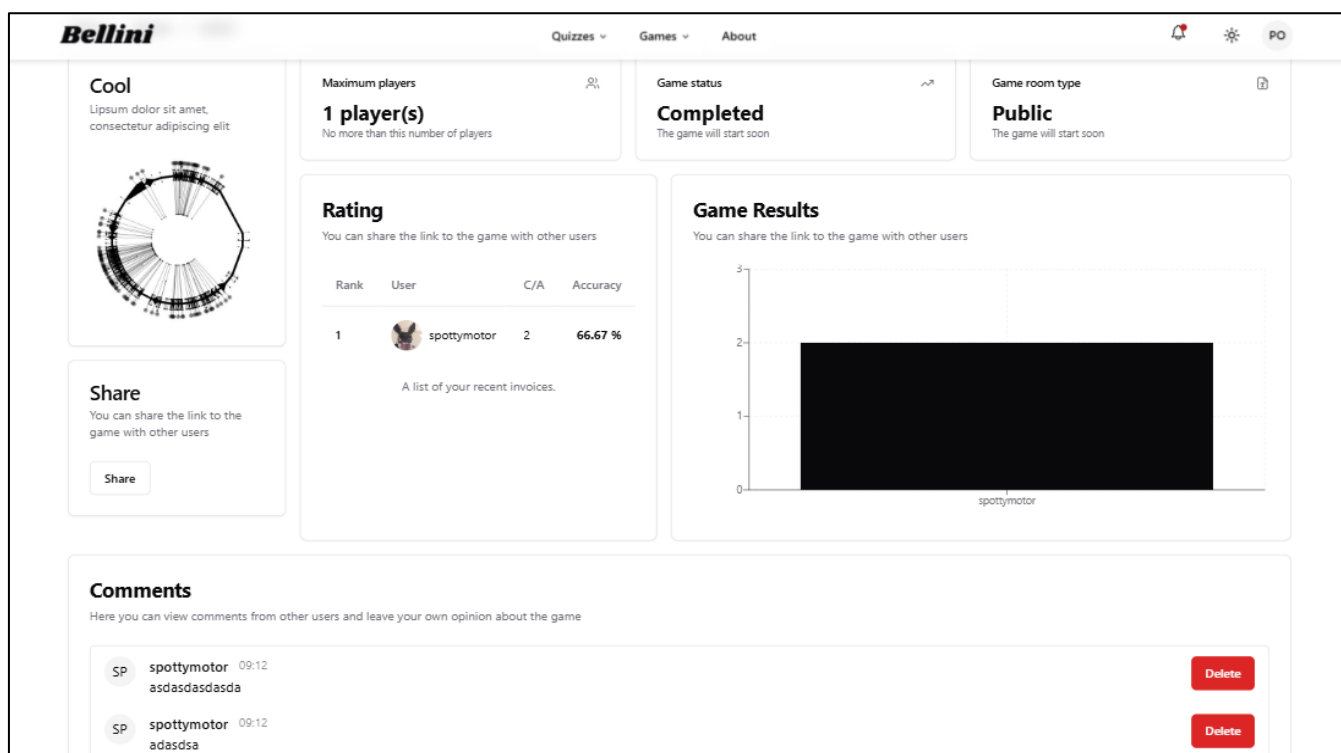 Bellini
Quizzes
Games
About
PO
Cool
Lipsum dolor sit amet,
consectetur adipiscing elit
Maximum players
1 player(s)
No more than this number of players
Game status
Completed
The game will start soon
Game room type
Public
The game will start soon
Share
You can share the link to the
game with other users
Share
Rating
You can share the link to the game with other users
Rank User C/A Accuracy
1 spottymotor 2 66.67 %
A list of your recent invoices.
Game Results
You can share the link to the game with other users
3
2
1
0
spottymotor
Comments
Here you can view comments from other users and leave your own opinion about the game
SP spottymotor 09:12
asdasdasdasda
Delete
SP spottymotor 09:12
adasdsa
Delete